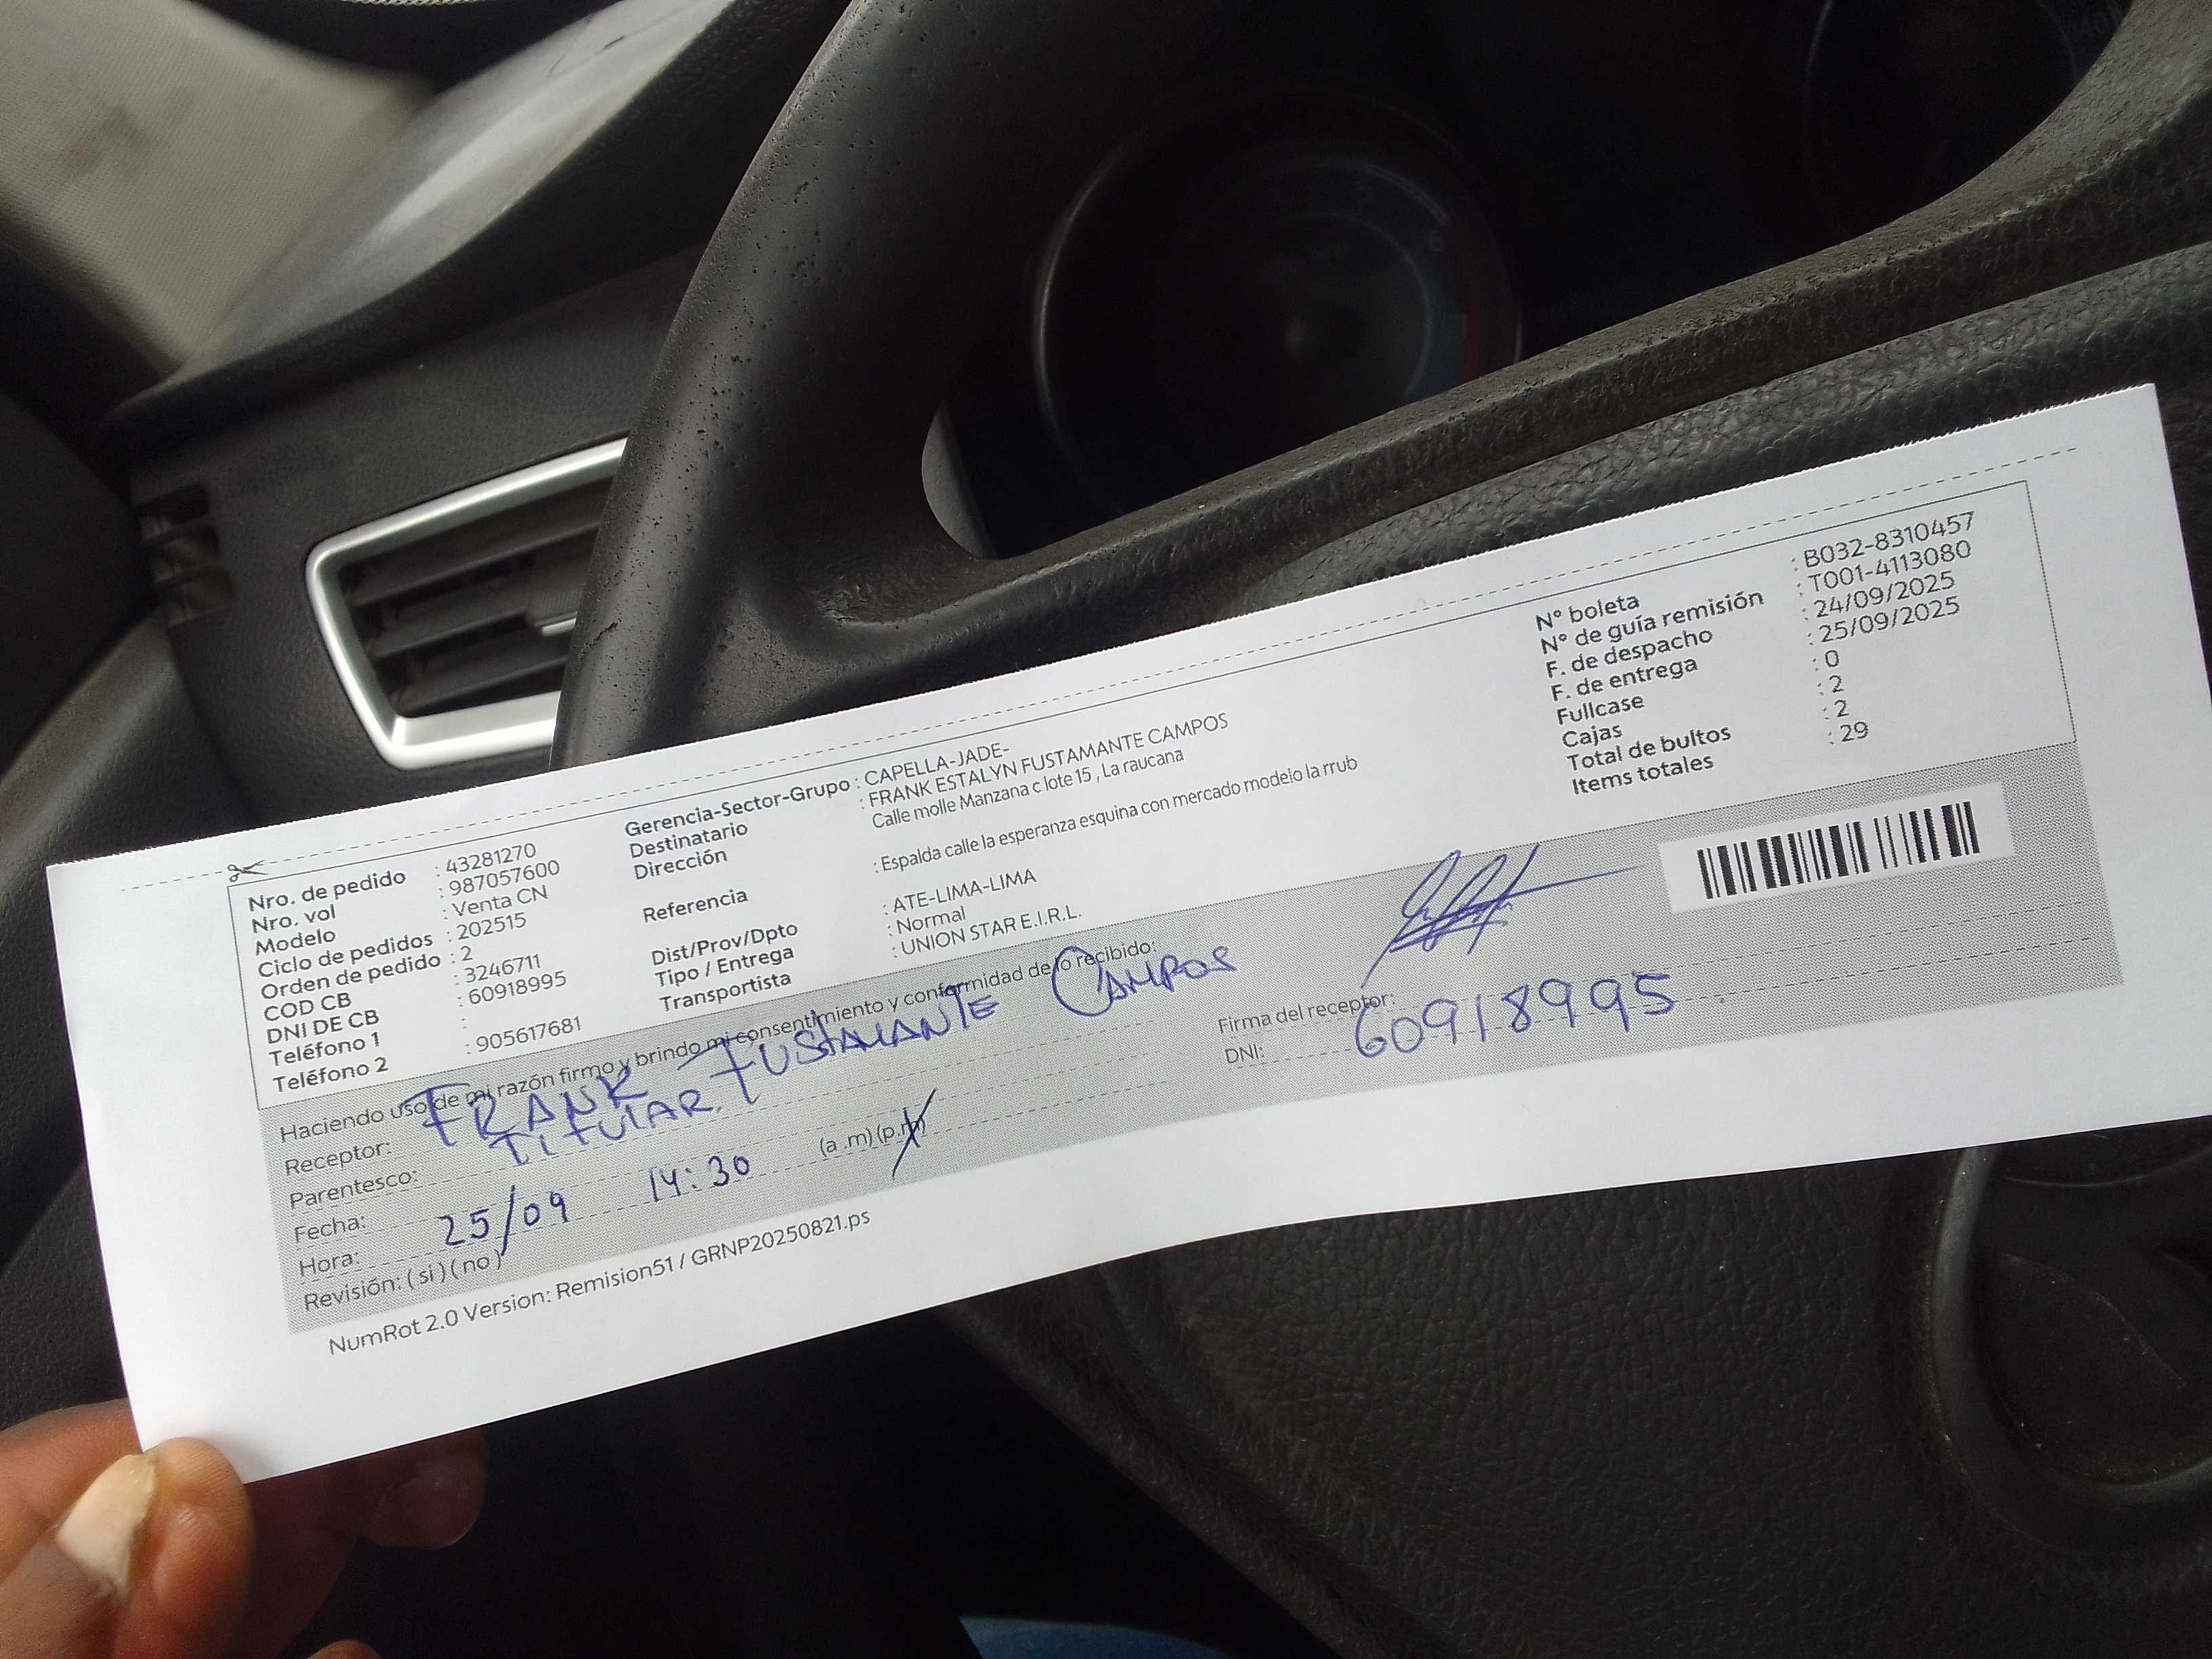 Nro. de pedido : 43281270
Nro. vol : 987057600
Modelo : Venta CN
Ciclo de pedidos : 202515
Orden de pedido : 2
COD CB : 3246711
DNI DE CB : 60918995
Teléfono 1 :
Teléfono 2 : 905617681
Gerencia-Sector-Grupo : CAPELLA-JADE-
Destinatario : FRANK ESTALYN FUSTAMANTE CAMPOS
Dirección Calle molle Manzana c lote 15 , La raucana
Referencia : Espalda calle la esperanza esquina con mercado modelo la rrub
Dist/Prov/Dpto : ATE-LIMA-LIMA
Tipo / Entrega : Normal
Transportista : UNION STAR E.I.R.L.
N° boleta : B032-8310457
N° de guía remisión : T001-4113080
F. de despacho : 24/09/2025
F. de entrega : 25/09/2025
Fullcase : 0
Cajas : 2
Total de bultos : 2
Items totales : 29
Haciendo uso de mi razón firmo y brindo mi consentimiento y conformidad de lo recibido:
Receptor: FRANK FUSTAMANTE CAMPOS
Parentesco: TITULAR.
Fecha: 25/09 14:30 (a .m) (p.m)
Hora:
Revisión: ( si ) ( no )
Firma del receptor:
DNI: 60918995
NumRot 2.0 Version: Remision51 / GRNP20250821.ps